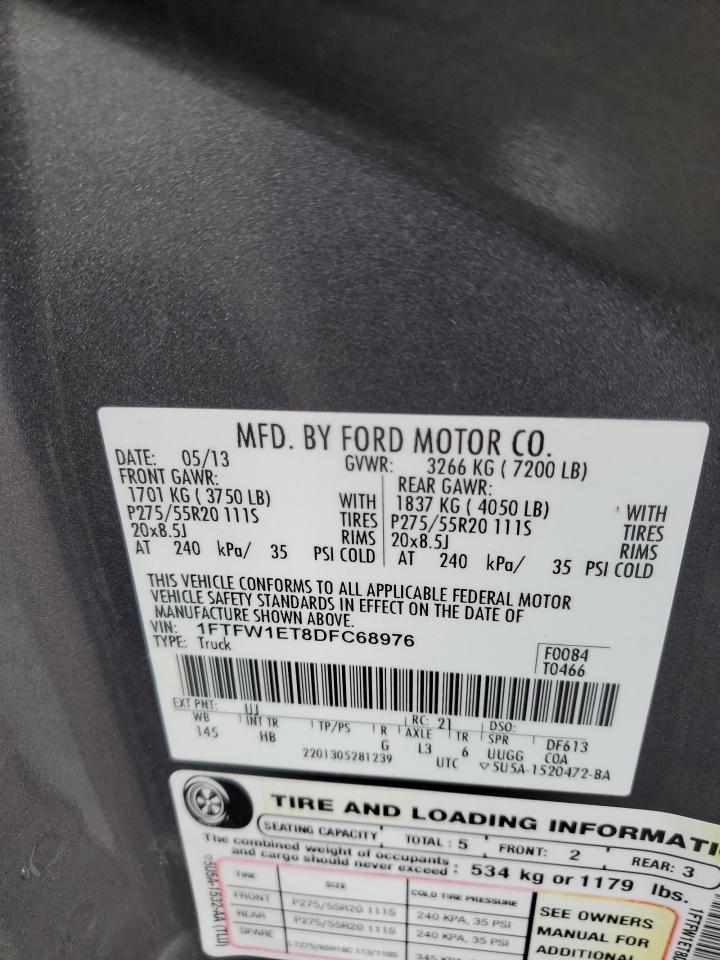 MFD. BY FORD MOTOR CO.
DATE: 05/13 GVWR: 3266 KG ( 7200 LB)
FRONT GAWR: REAR GAWR:
1701 KG ( 3750 LB) WITH 1837 KG ( 4050 LB) WITH
P275/55R20 111S TIRES P275/55R20 111S TIRES
20x8.5J RIMS 20x8.5J RIMS
AT 240 kPa/ 35 PSI COLD AT 240 kPa/ 35 PSI COLD
THIS VEHICLE CONFORMS TO ALL APPLICABLE FEDERAL MOTOR
VEHICLE SAFETY STANDARDS IN EFFECT ON THE DATE OF
MANUFACTURE SHOWN ABOVE.
VIN: 1FTFW1ET8DFC68976
TYPE: Truck
F0084
T0466
EXT PNT: UJ RC: 21 DSO:
WB INT TR TP/PS R AXLE TR SPR DF613
145 HB G L3 6 UUGG COA
2201305281239 UTC ▽5U5A-1520472-BA
TIRE AND LOADING INFORMATI
SEATING CAPACITY TOTAL : 5 FRONT: 2 REAR: 3
The combined weight of occupants
and cargo should never exceed : 534 kg or 1179 lbs.
TIRE SIZE COLD TIRE PRESSURE
FRONT P275/55R20 111S 240 KPA, 35 PSI
REAR P275/55R20 111S 240 KPA, 35 PSI
SPARE
SEE OWNERS
MANUAL FOR
ADDITIONAL